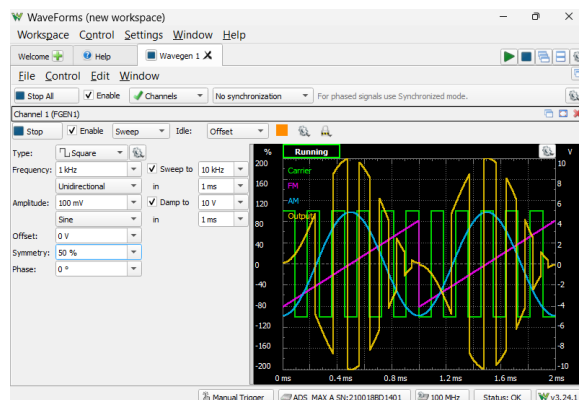 WaveForms (new workspace)
Workspace Control Settings Window Help
Welcome Help Wavegen 1 X
File Control Edit Window
Stop All Enable Channels No synchronization For phased signals use Synchronized mode.
Channel 1 (FGEN1)
Stop Enable Sweep Idle: Offset
Type: Square
Frequency: 1 kHz Sweep to 10 kHz
Unidirectional in 1 ms
Amplitude: 100 mV Damp to 10 V
Sine in 1 ms
Offset: 0 V
Symmetry: 50 %
Phase: 0 °
% Running V
Carrier
FM
AM
Output
200 10
160 8
120 6
80 4
40 2
0 0
-40 -2
-80 -4
-120 -6
-160 -8
-200 -10
0 ms 0.4 ms 0.8 ms 1.2 ms 1.6 ms 2 ms
Manual Trigger ADS MAX A SN:210018BD1401 100 MHz Status: OK v3.24.1